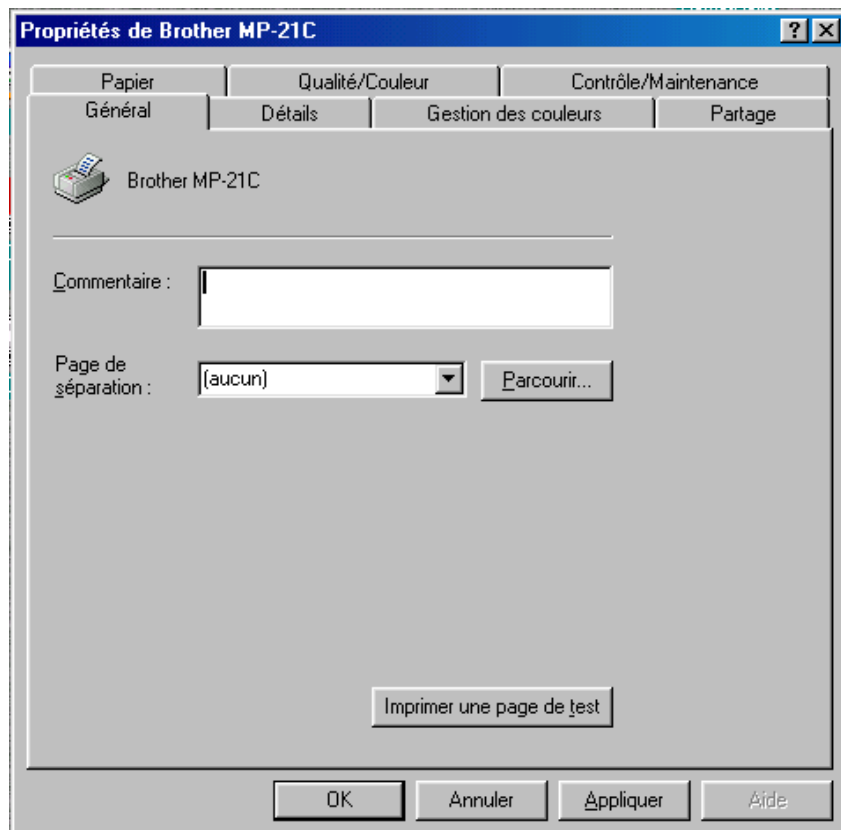 Propriétés de Brother MP-21C
Papier Qualité/Couleur Contrôle/Maintenance
Général Détails Gestion des couleurs Partage
Brother MP-21C
Commentaire :
Page de
séparation :
(aucun)
Parcourir...
Imprimer une page de test
OK Annuler Appliquer Aide